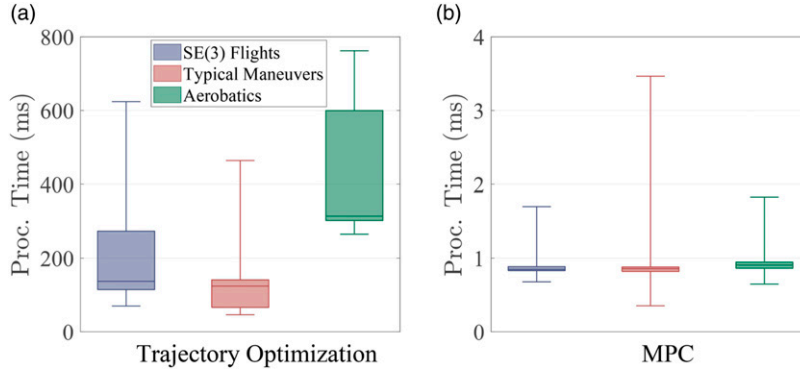 (a)
800
600
400
200
0
Proc. Time (ms)
SE(3) Flights
Typical Maneuvers
Aerobatics
Trajectory Optimization
(b)
4
3
2
1
0
Proc. Time (ms)
MPC